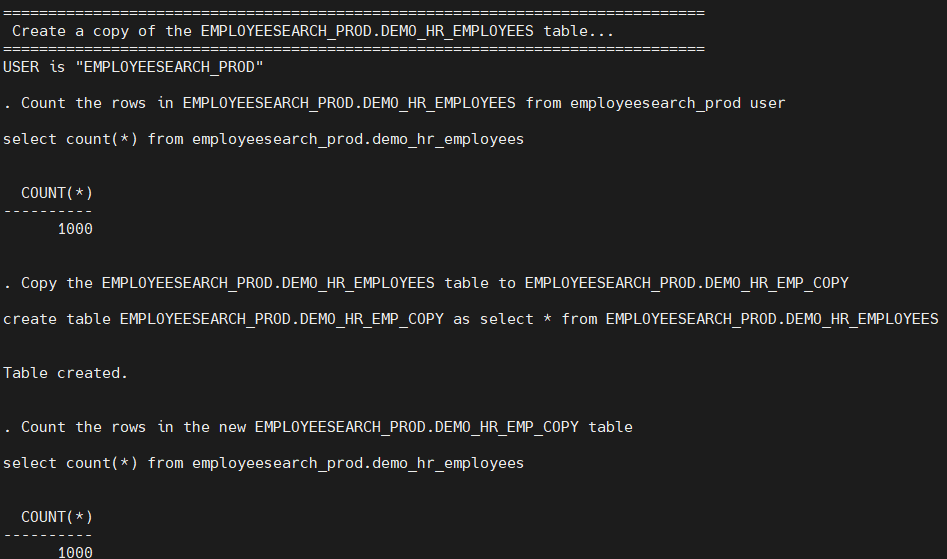 ==============================================================================
 Create a copy of the EMPLOYEESEARCH_PROD.DEMO_HR_EMPLOYEES table...
==============================================================================
USER is "EMPLOYEESEARCH_PROD"
. Count the rows in EMPLOYEESEARCH_PROD.DEMO_HR_EMPLOYEES from employeesearch_prod user
select count(*) from employeesearch_prod.demo_hr_employees
  COUNT(*)
----------
      1000
. Copy the EMPLOYEESEARCH_PROD.DEMO_HR_EMPLOYEES table to EMPLOYEESEARCH_PROD.DEMO_HR_EMP_COPY
create table EMPLOYEESEARCH_PROD.DEMO_HR_EMP_COPY as select * from EMPLOYEESEARCH_PROD.DEMO_HR_EMPLOYEES
Table created.
. Count the rows in the new EMPLOYEESEARCH_PROD.DEMO_HR_EMP_COPY table
select count(*) from employeesearch_prod.demo_hr_employees
  COUNT(*)
----------
      1000